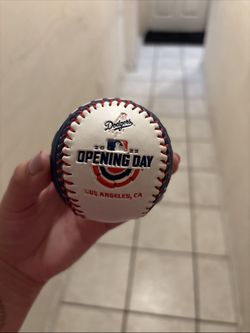 Dodgers
OPENING DAY
LOS ANGELES, CA